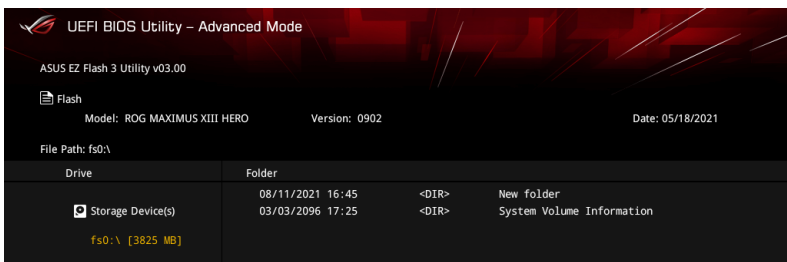 UEFI BIOS Utility – Advanced Mode
ASUS EZ Flash 3 Utility v03.00
Flash
Model: ROG MAXIMUS XIII HERO Version: 0902 Date: 05/18/2021
File Path: fs0:\
Drive Folder
08/11/2021 16:45 <DIR> New folder
Storage Device(s) 03/03/2096 17:25 <DIR> System Volume Information
fs0:\ [3825 MB]